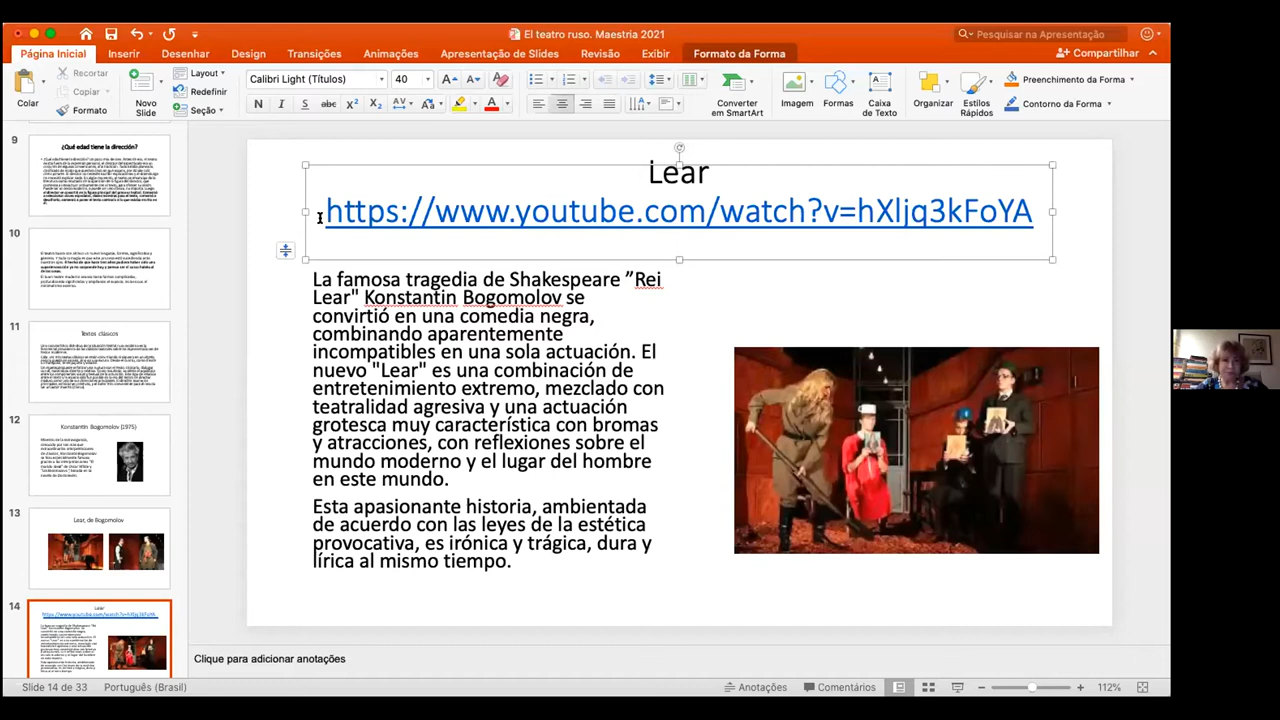 El teatro ruso. Maestria 2021
Pesquisar na Apresentação
Página Inicial
Inserir
Desenhar
Design
Transições
Animações
Apresentação de Slides
Revisão
Exibir
Formato da Forma
Compartilhar
Colar
Recortar
Copiar
Formato
Novo
Slide
Layout
Redefinir
Seção
Calibri Light (Títulos)
40
Converter
em SmartArt
Imagem
Formas
Caixa
de Texto
Organizar
Estilos
Rápidos
Preenchimento da Forma
Contorno da Forma
9
¿Qué edad tiene la dirección?
10
11
Textos clásicos
12
Konstantin Bogomolov (1975)
13
Lear, de Bogomolov
14
Lear
https://www.youtube.com/watch?v=hXljq3kFoYA
Lear
https://www.youtube.com/watch?v=hXljq3kFoYA
La famosa tragedia de Shakespeare ”Rei
Lear" Konstantin Bogomolov se
convirtió en una comedia negra,
combinando aparentemente
incompatibles en una sola actuación. El
nuevo "Lear" es una combinación de
entretenimiento extremo, mezclado con
teatralidad agresiva y una actuación
grotesca muy característica con bromas
y atracciones, con reflexiones sobre el
mundo moderno y el lugar del hombre
en este mundo.
Esta apasionante historia, ambientada
de acuerdo con las leyes de la estética
provocativa, es irónica y trágica, dura y
lírica al mismo tiempo.
Clique para adicionar anotações
Slide 14 de 33
Português (Brasil)
Anotações
Comentários
112%